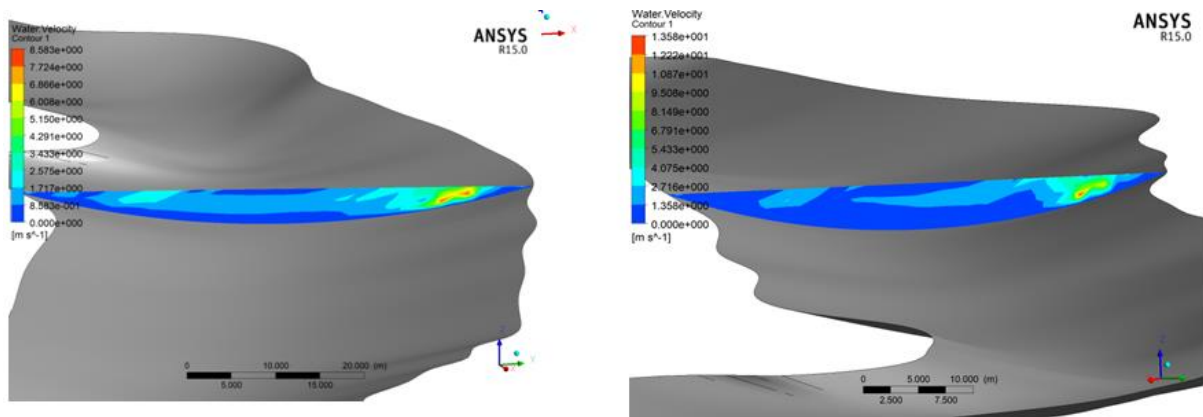 Water.Velocity
Contour 1
8.583e+000
7.724e+000
6.866e+000
6.008e+000
5.150e+000
4.291e+000
3.433e+000
2.575e+000
1.717e+000
8.583e-001
0.000e+000
[m s^-1]
ANSYS
R15.0
X
0 10.000 20.000 (m)
5.000 15.000
Z
Y
X
Water.Velocity
Contour 1
1.358e+001
1.222e+001
1.087e+001
9.508e+000
8.149e+000
6.791e+000
5.433e+000
4.075e+000
2.716e+000
1.358e+000
0.000e+000
[m s^-1]
ANSYS
R15.0
0 5.000 10.000 (m)
2.500 7.500
Z